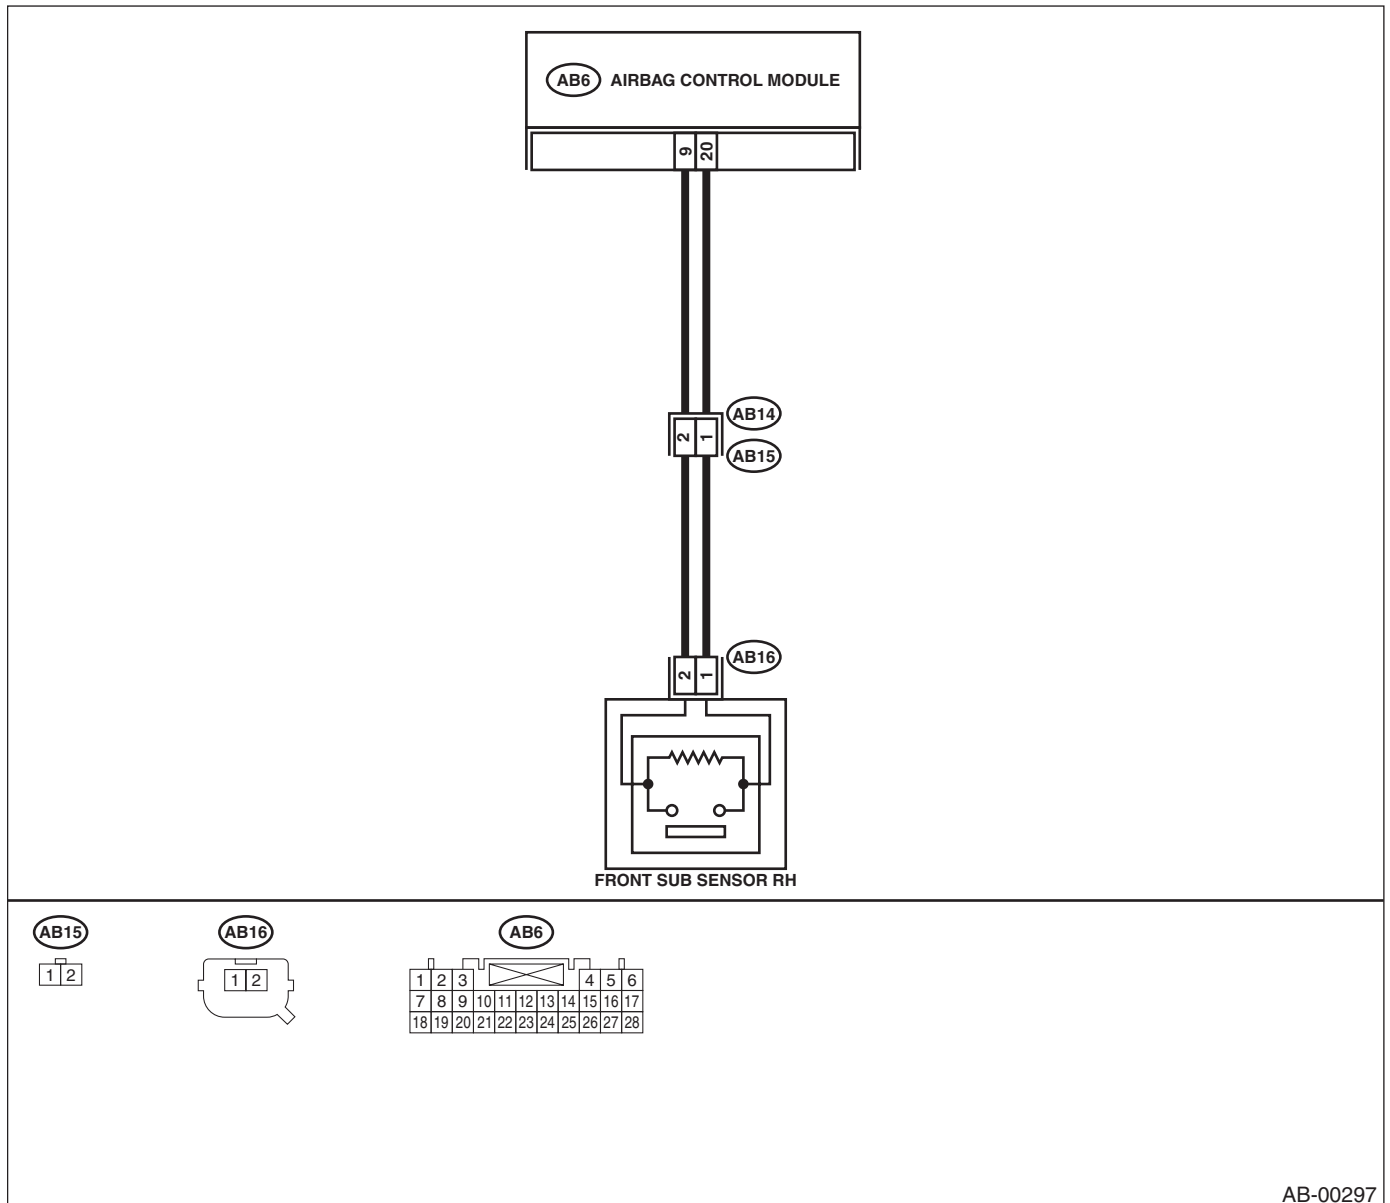 AB6 AIRBAG CONTROL MODULE
9 20
AB14
2 1
AB15
AB16
2 1
FRONT SUB SENSOR RH
AB15 AB16 AB6
1 2
1 2
1 2 3 4 5 6
7 8 9 10 11 12 13 14 15 16 17
18 19 20 21 22 23 24 25 26 27 28
AB-00297